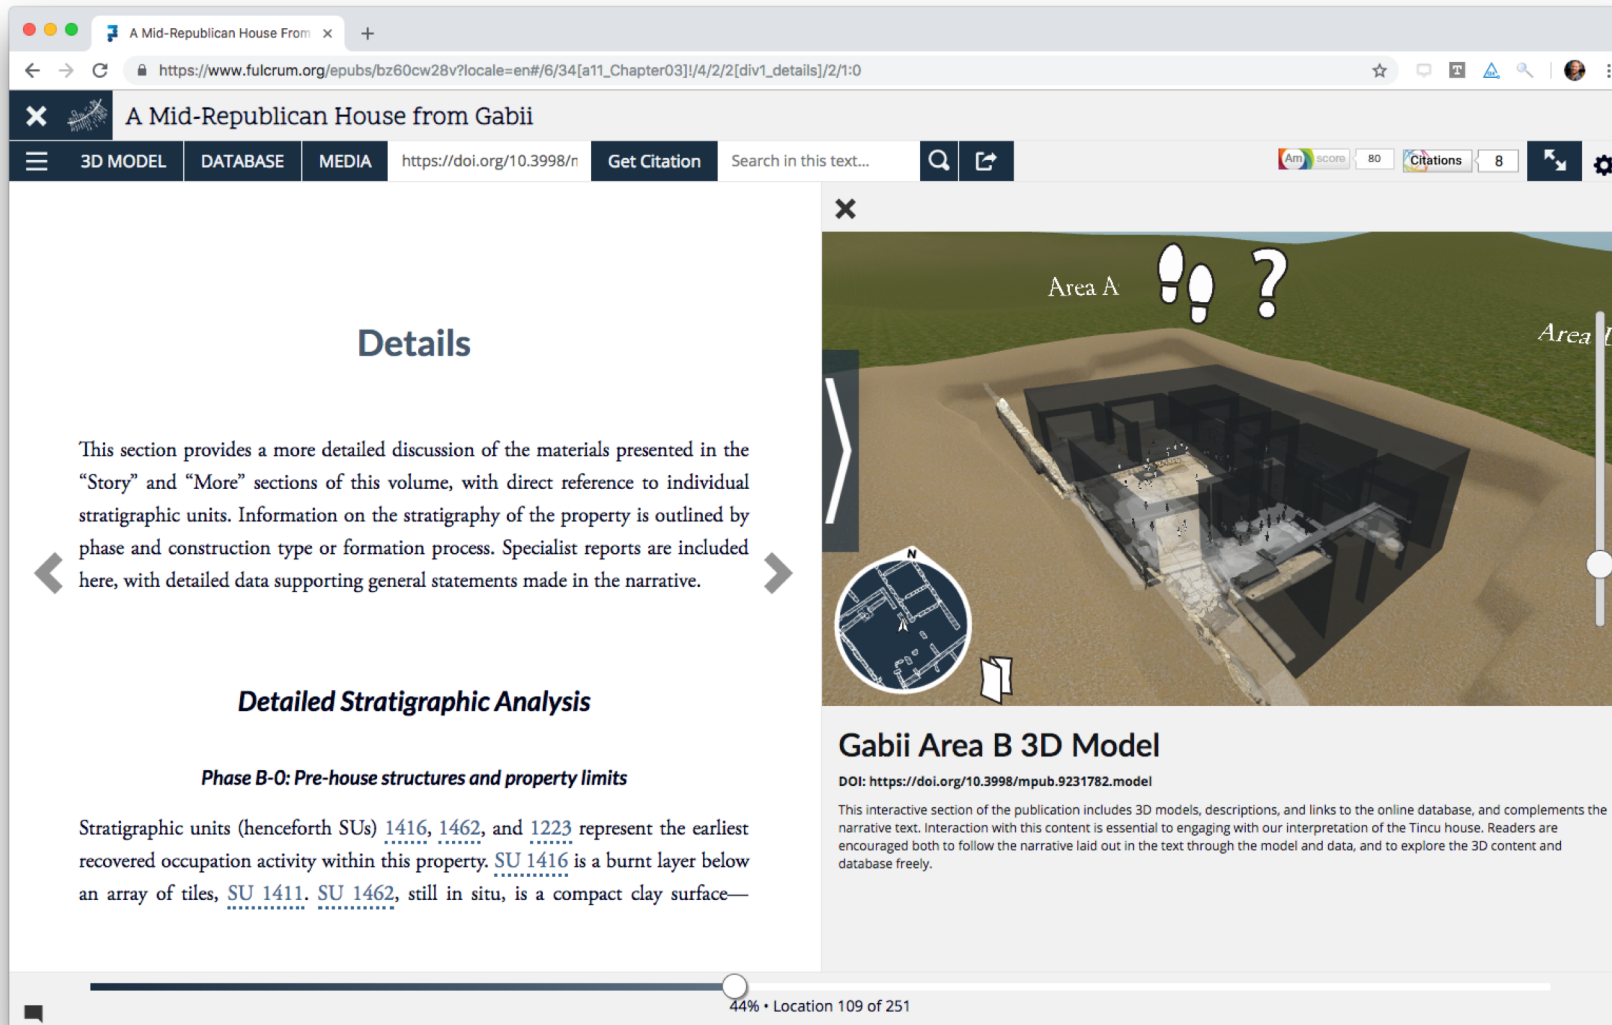 A Mid-Republican House From
https://www.fulcrum.org/epubs/bz60cw28v?locale=en#/6/34[a11_Chapter03]!/4/2/2[div1_details]/2/1:0
A Mid-Republican House from Gabii
3D MODEL DATABASE MEDIA https://doi.org/10.3998/n Get Citation Search in this text... Am score 80 Citations 8
Details
This section provides a more detailed discussion of the materials presented in the
“Story” and “More” sections of this volume, with direct reference to individual
stratigraphic units. Information on the stratigraphy of the property is outlined by
phase and construction type or formation process. Specialist reports are included
here, with detailed data supporting general statements made in the narrative.
Detailed Stratigraphic Analysis
Phase B-0: Pre-house structures and property limits
Stratigraphic units (henceforth SUs) 1416, 1462, and 1223 represent the earliest
recovered occupation activity within this property. SU 1416 is a burnt layer below
an array of tiles, SU 1411. SU 1462, still in situ, is a compact clay surface—
Area A
?
Area
N
Gabii Area B 3D Model
DOI: https://doi.org/10.3998/mpub.9231782.model
This interactive section of the publication includes 3D models, descriptions, and links to the online database, and complements the
narrative text. Interaction with this content is essential to engaging with our interpretation of the Tincu house. Readers are
encouraged both to follow the narrative laid out in the text through the model and data, and to explore the 3D content and
database freely.
44% • Location 109 of 251